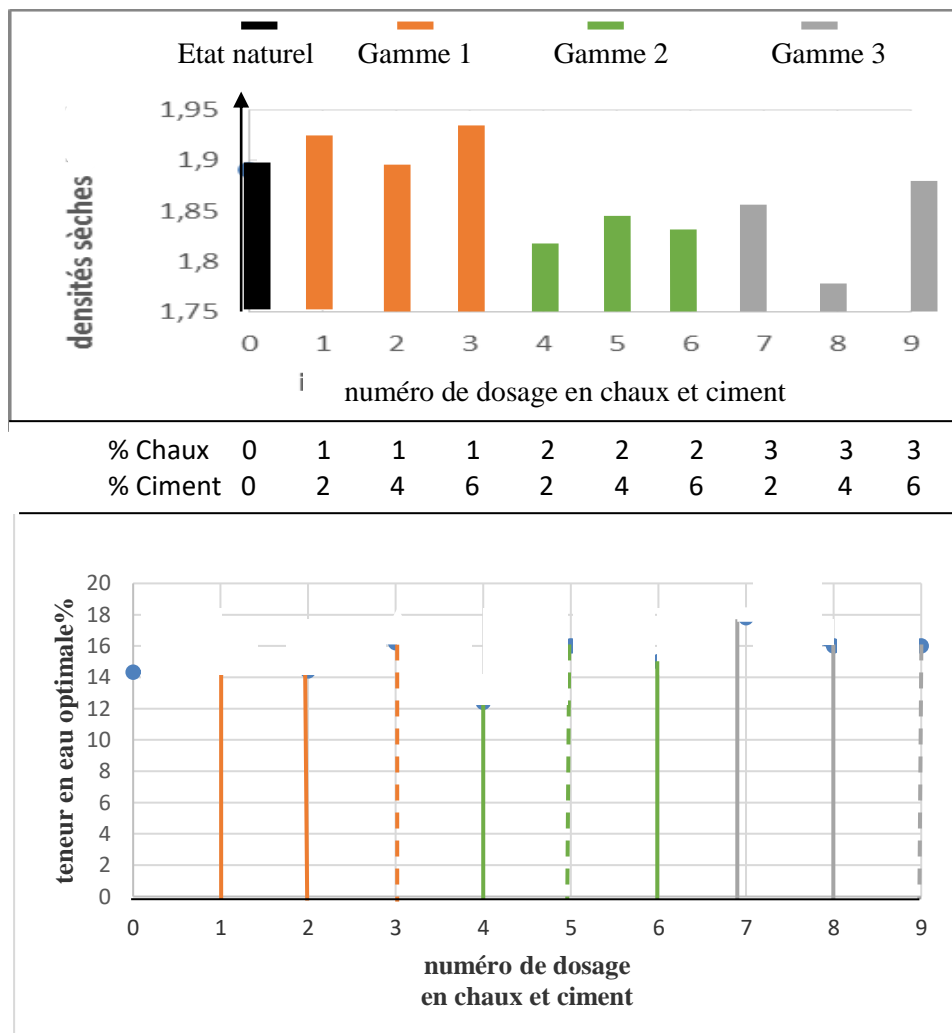 Etat naturel Gamme 1 Gamme 2 Gamme 3
densités sèches
1,95
1,9
1,85
1,8
1,75
0 1 2 3 4 5 6 7 8 9
i
numéro de dosage en chaux et ciment
% Chaux 0 1 1 1 2 2 2 3 3 3
% Ciment 0 2 4 6 2 4 6 2 4 6
teneur en eau optimale%
20
18
16
14
12
10
8
6
4
2
0
0 1 2 3 4 5 6 7 8 9
numéro de dosage
en chaux et ciment